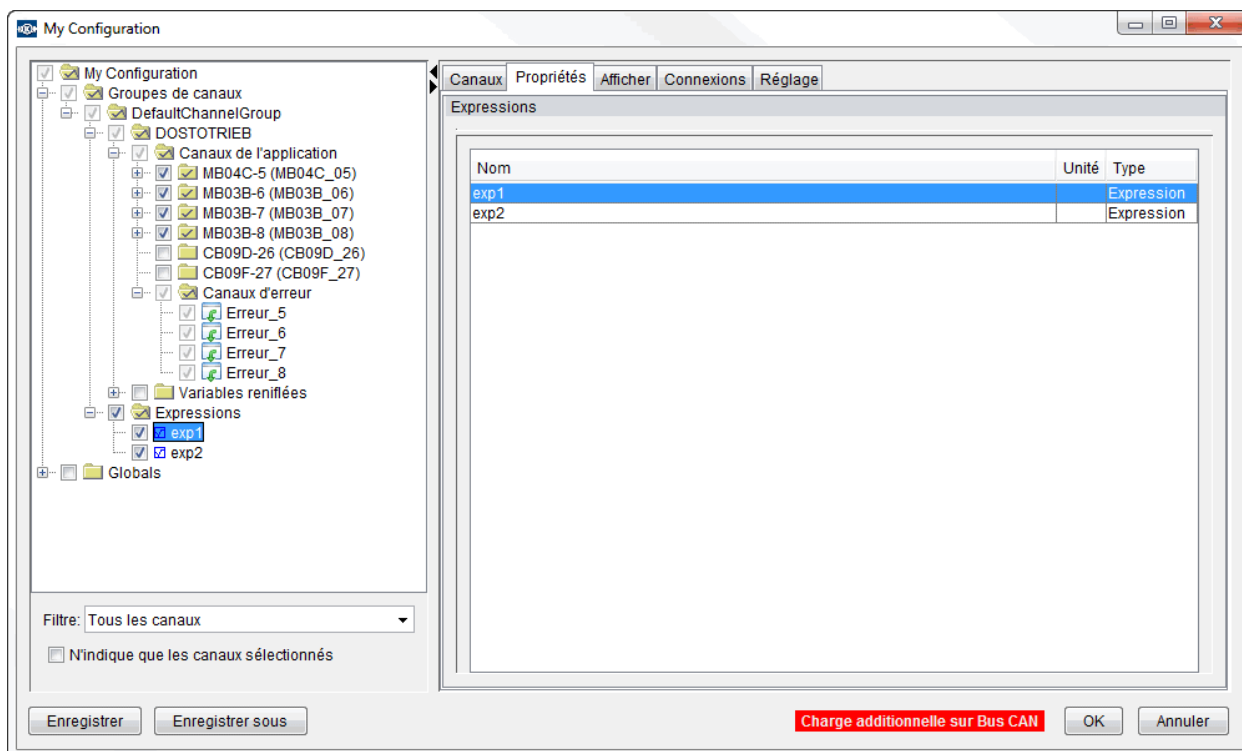 My Configuration
My Configuration
Groupes de canaux
DefaultChannelGroup
DOSTOTRIEB
Canaux de l'application
MB04C-5 (MB04C_05)
MB03B-6 (MB03B_06)
MB03B-7 (MB03B_07)
MB03B-8 (MB03B_08)
CB09D-26 (CB09D_26)
CB09F-27 (CB09F_27)
Canaux d'erreur
Erreur_5
Erreur_6
Erreur_7
Erreur_8
Variables reniflées
Expressions
exp1
exp2
Globals
Filtre: Tous les canaux
N'indique que les canaux sélectionnés
Canaux Propriétés Afficher Connexions Réglage
Expressions
Nom Unité Type
exp1 Expression
exp2 Expression
Enregistrer Enregistrer sous Charge additionnelle sur Bus CAN OK Annuler